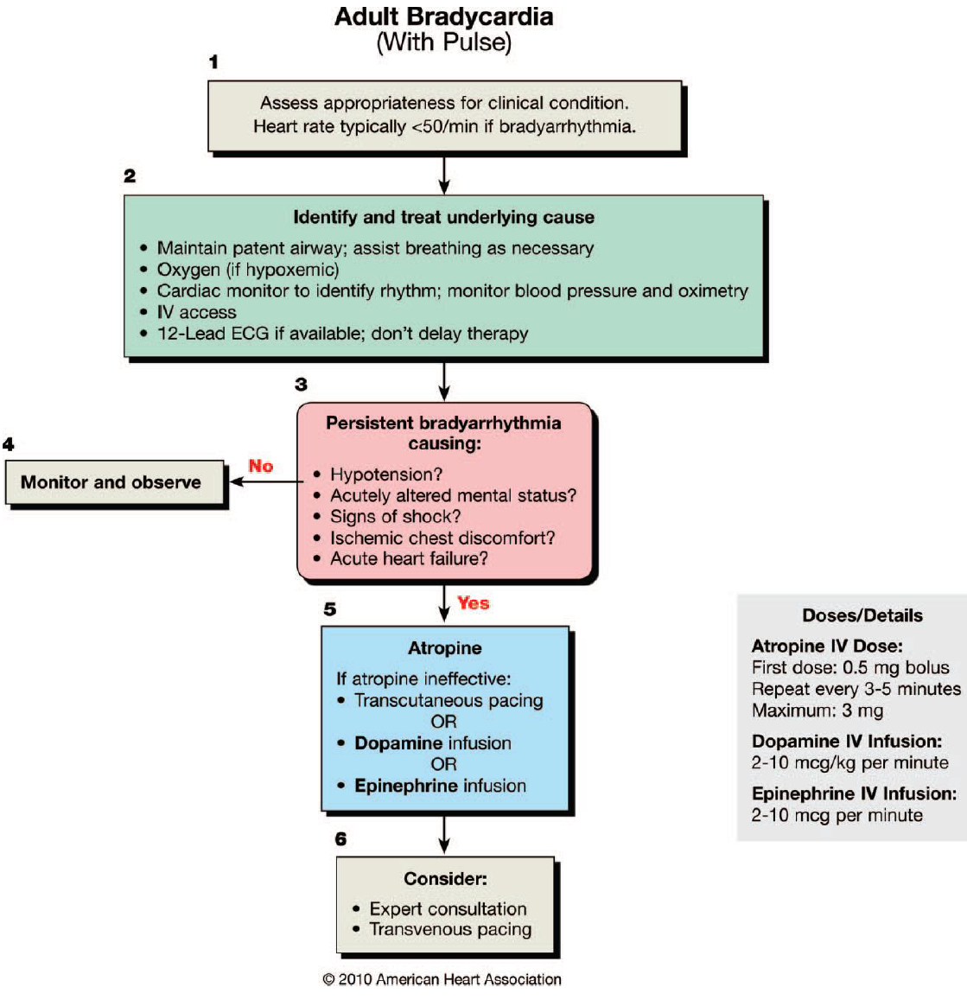 Adult Bradycardia
(With Pulse)
1
Assess appropriateness for clinical condition.
Heart rate typically <50/min if bradyarrhythmia.
2
Identify and treat underlying cause
• Maintain patent airway; assist breathing as necessary
• Oxygen (if hypoxemic)
• Cardiac monitor to identify rhythm; monitor blood pressure and oximetry
• IV access
• 12-Lead ECG if available; don't delay therapy
3
Persistent bradyarrhythmia
causing:
• Hypotension?
• Acutely altered mental status?
• Signs of shock?
• Ischemic chest discomfort?
• Acute heart failure?
4
No
Monitor and observe
Yes
5
Atropine
If atropine ineffective:
• Transcutaneous pacing
OR
• Dopamine infusion
OR
• Epinephrine infusion
6
Consider:
• Expert consultation
• Transvenous pacing
Doses/Details
Atropine IV Dose:
First dose: 0.5 mg bolus
Repeat every 3-5 minutes
Maximum: 3 mg
Dopamine IV Infusion:
2-10 mcg/kg per minute
Epinephrine IV Infusion:
2-10 mcg per minute
© 2010 American Heart Association